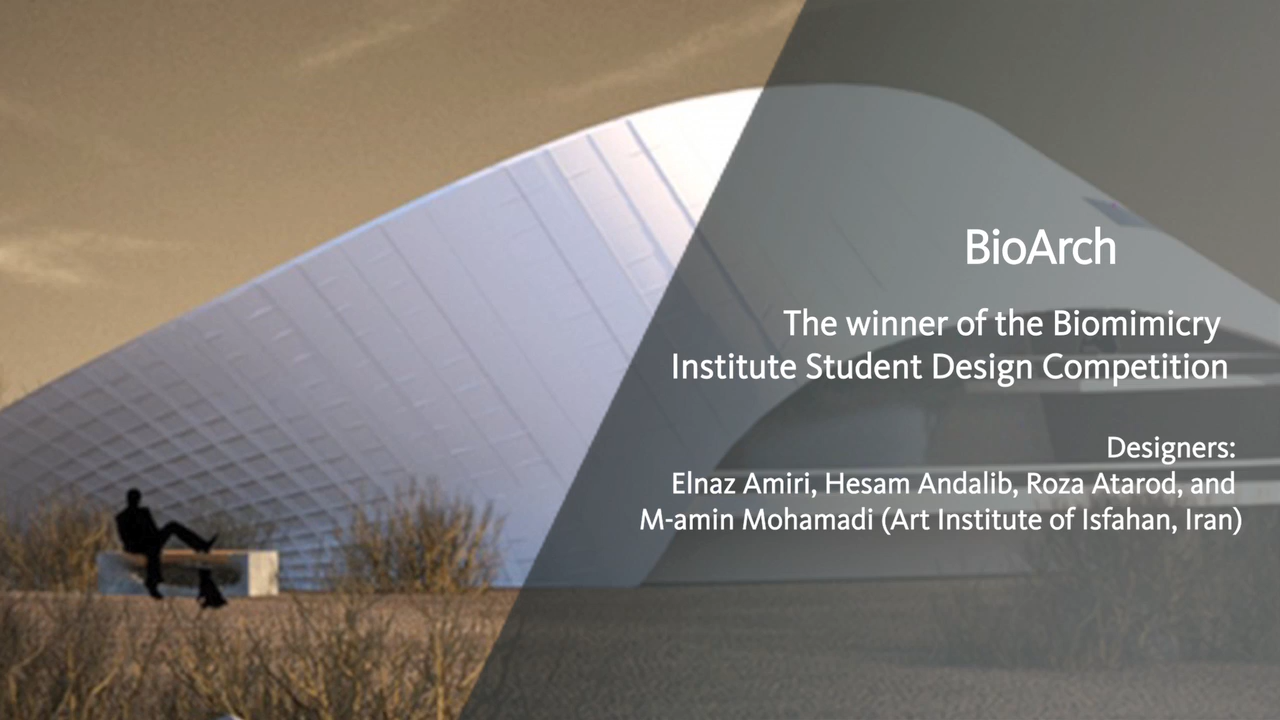 BioArch
The winner of the Biomimicry
Institute Student Design Competition
Designers:
Elnaz Amiri, Hesam Andalib, Roza Atarod, and
M-amin Mohamadi (Art Institute of Isfahan, Iran)